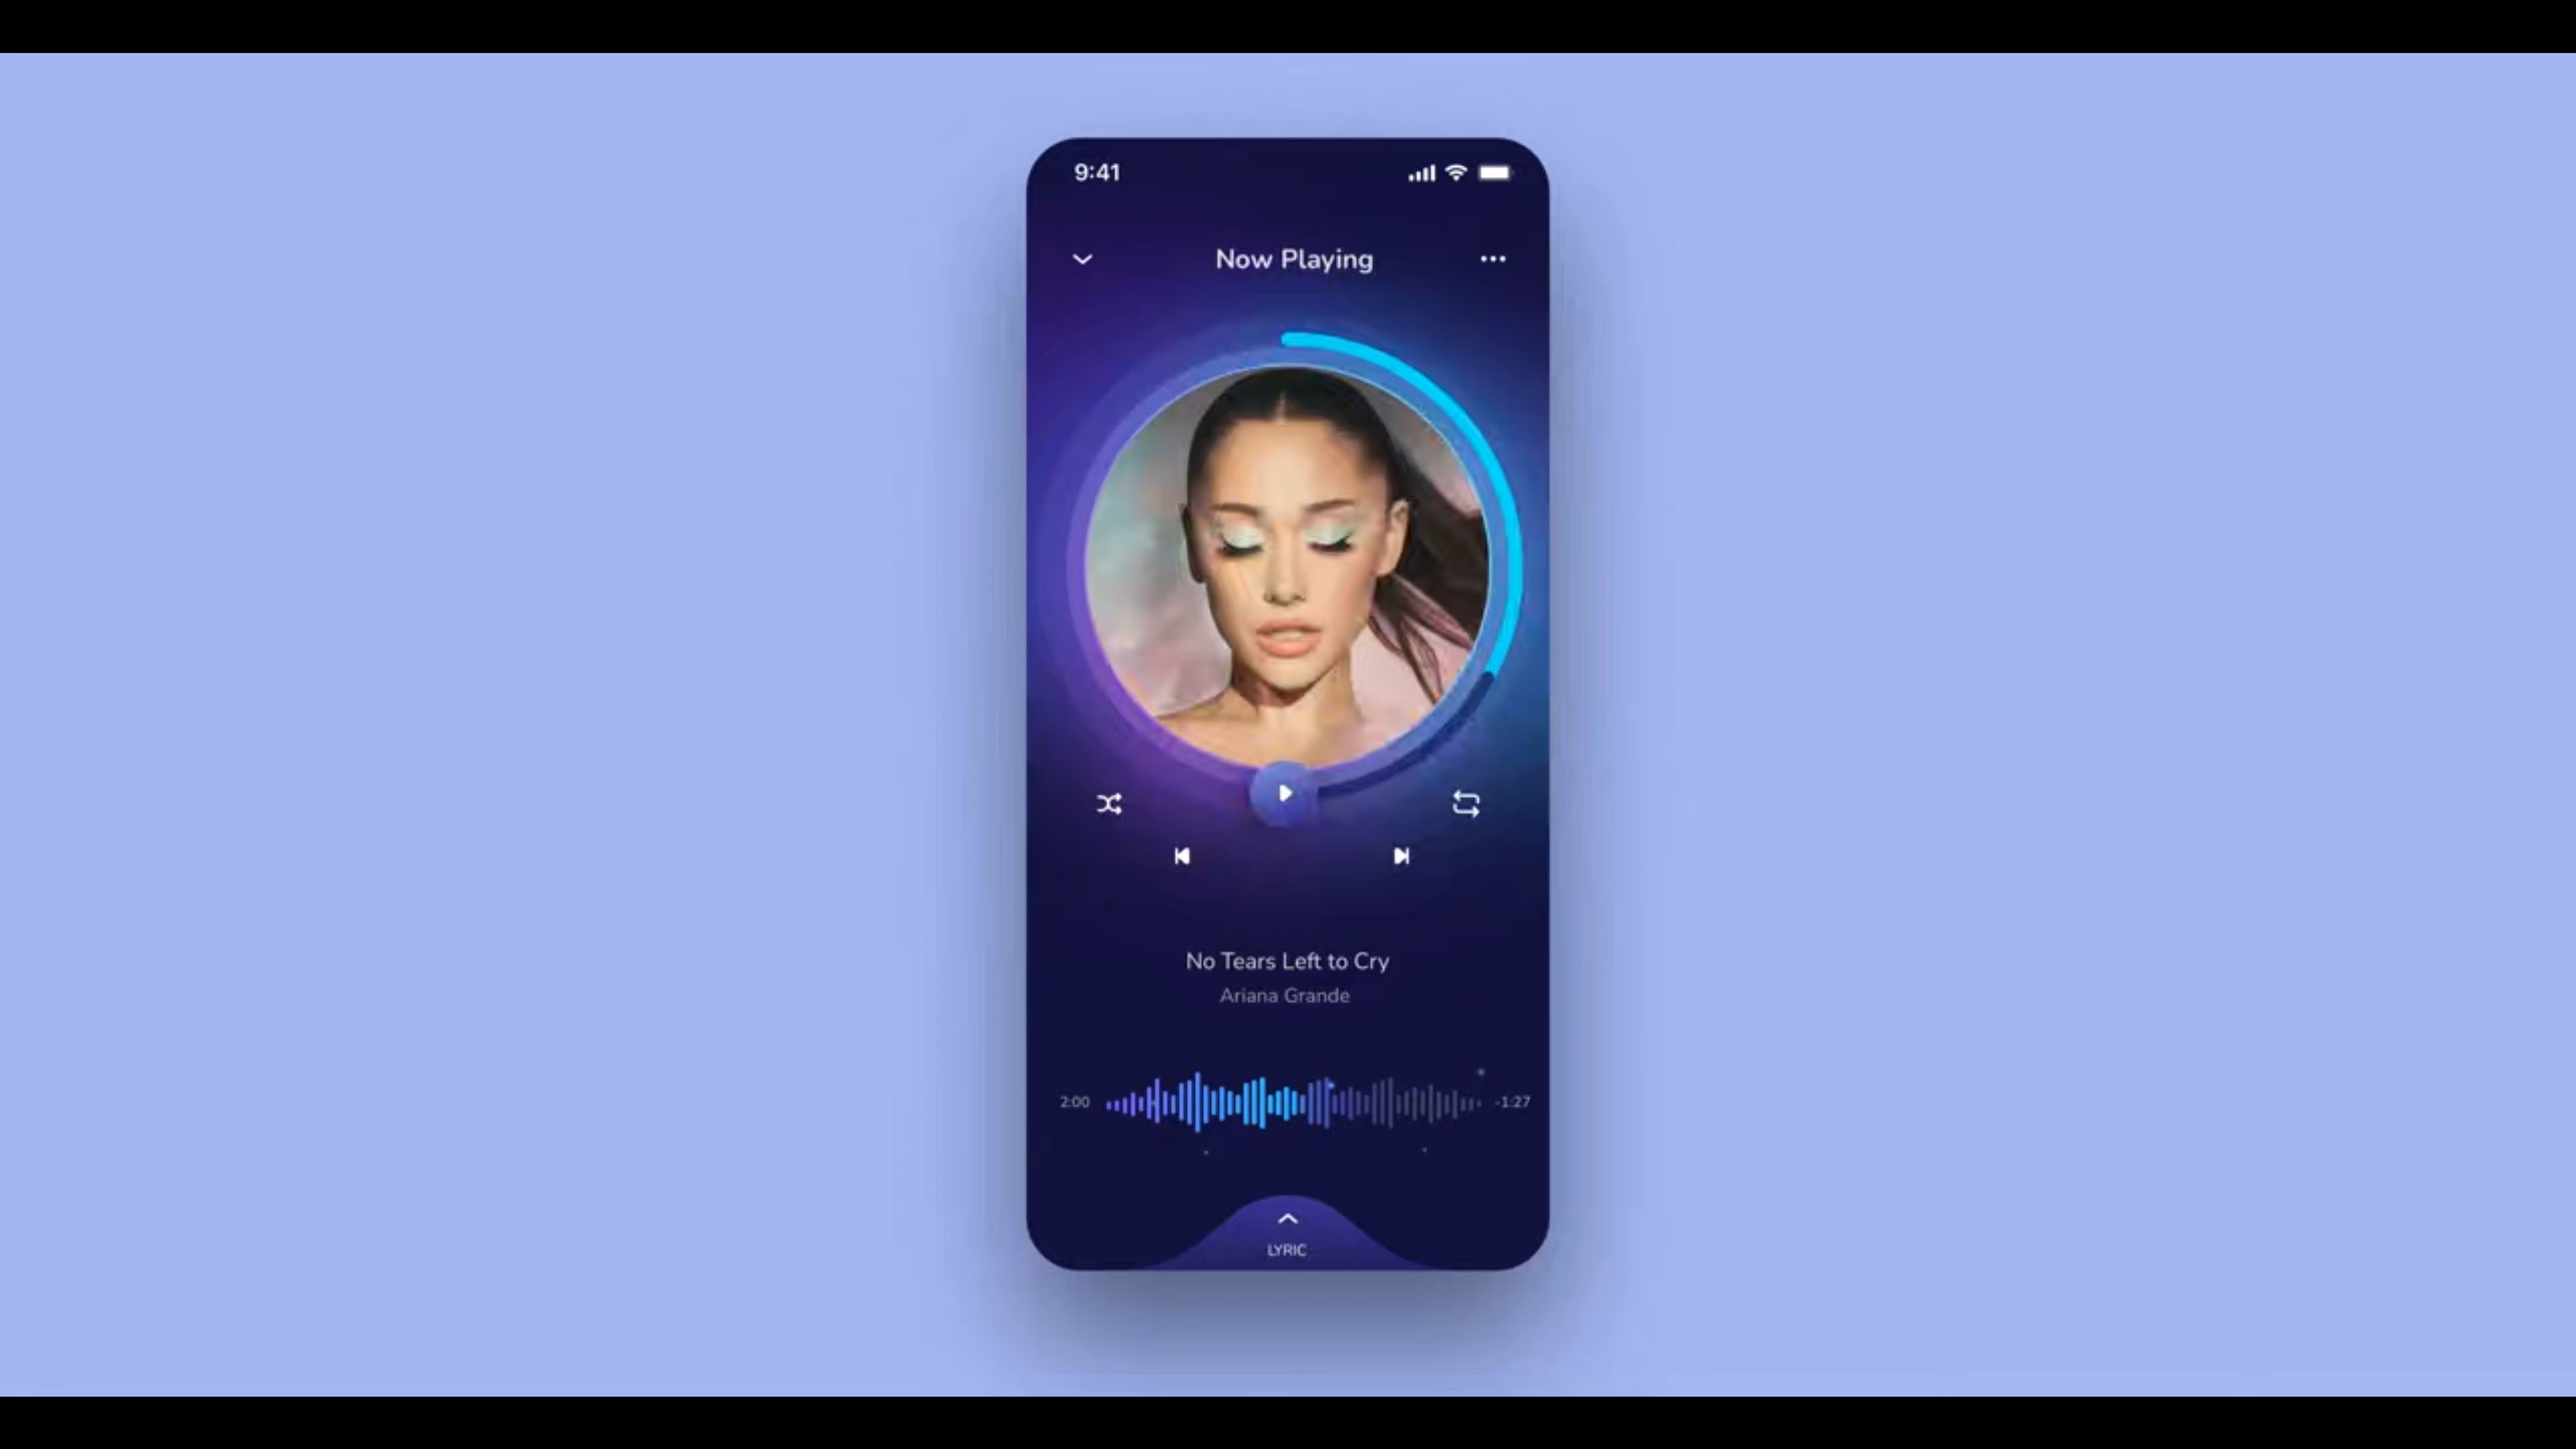 9:41
Now Playing
No Tears Left to Cry
Ariana Grande
2:00 -1:27
LYRIC